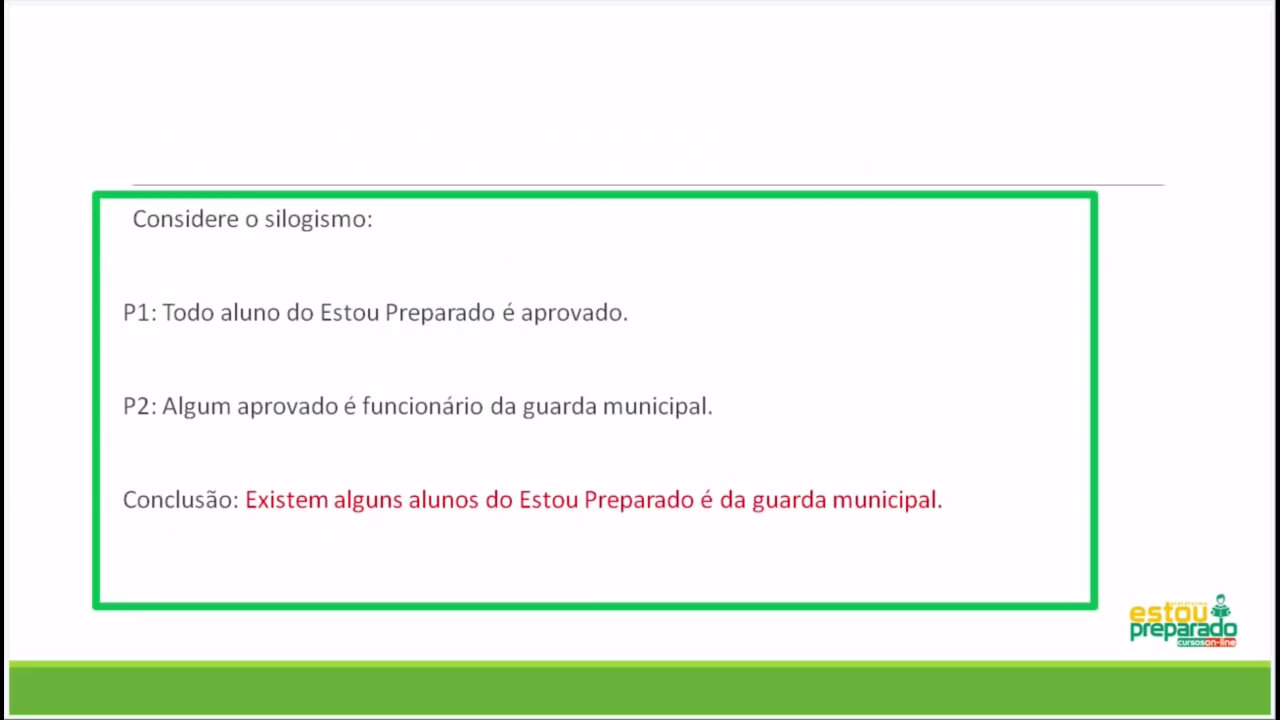 Considere o silogismo:
P1: Todo aluno do Estou Preparado é aprovado.
P2: Algum aprovado é funcionário da guarda municipal.
Conclusão: Existem alguns alunos do Estou Preparado é da guarda municipal.
estou
preparado
cursos on-line